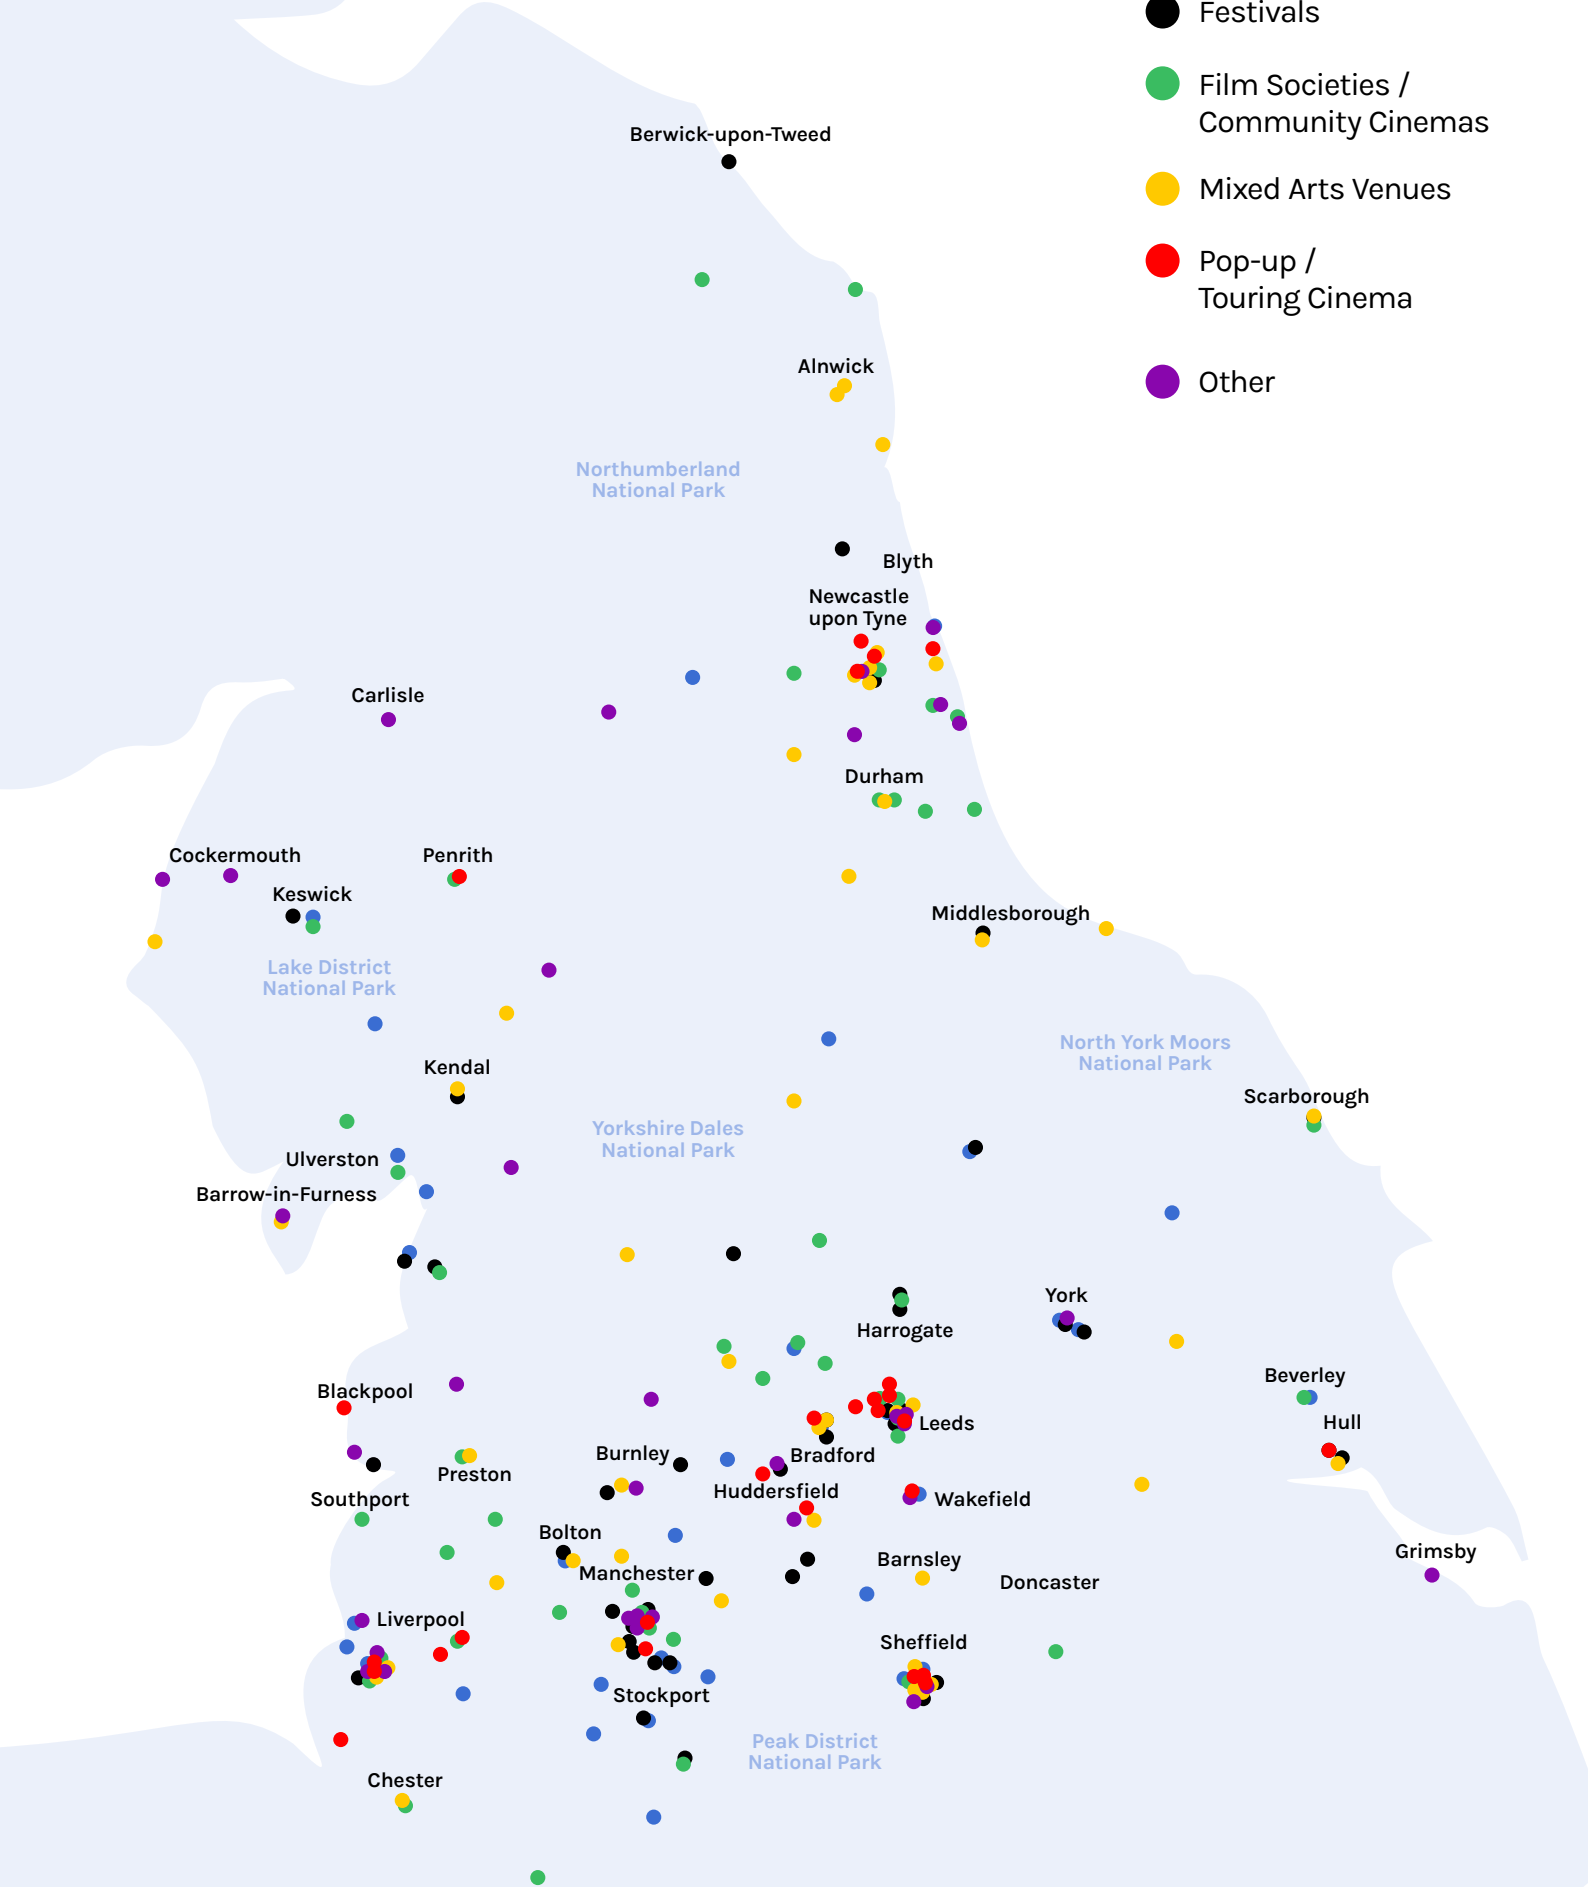 Festivals
Film Societies /
Community Cinemas
Mixed Arts Venues
Pop-up /
Touring Cinema
Other
Berwick-upon-Tweed
Alnwick
Northumberland
National Park
Blyth
Newcastle
upon Tyne
Carlisle
Durham
Cockermouth
Penrith
Keswick
Middlesborough
Lake District
National Park
North York Moors
National Park
Kendal
Scarborough
Yorkshire Dales
National Park
Ulverston
Barrow-in-Furness
York
Harrogate
Beverley
Blackpool
Hull
Leeds
Burnley
Bradford
Preston
Huddersfield
Southport
Wakefield
Bolton
Grimsby
Barnsley
Manchester
Doncaster
Liverpool
Sheffield
Stockport
Peak District
National Park
Chester